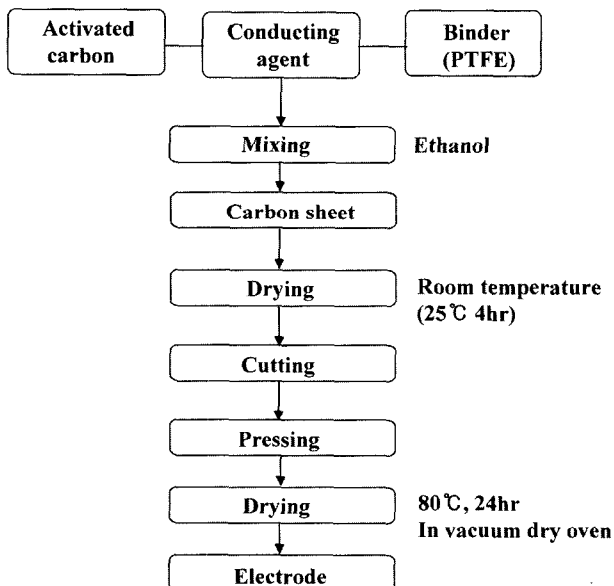 Activated
carbon
Conducting
agent
Binder
(PTFE)
Mixing
Ethanol
Carbon sheet
Drying
Room temperature
(25℃ 4hr)
Cutting
Pressing
Drying
80℃, 24hr
In vacuum dry oven
Electrode